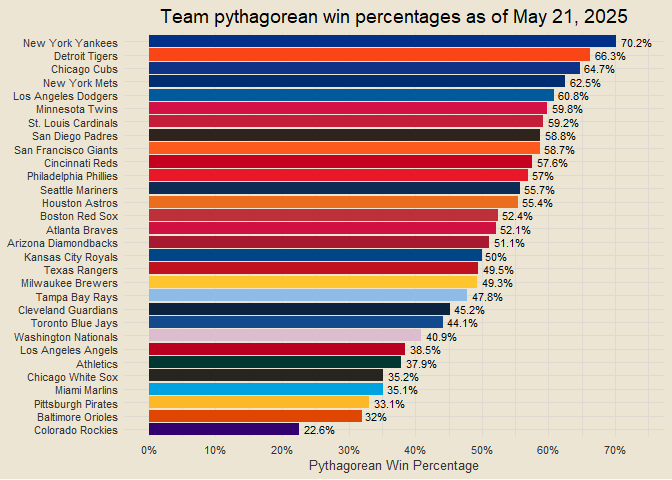 Team pythagorean win percentages as of May 21, 2025
New York Yankees 70.2%
Detroit Tigers 66.3%
Chicago Cubs 64.7%
New York Mets 62.5%
Los Angeles Dodgers 60.8%
Minnesota Twins 59.8%
St. Louis Cardinals 59.2%
San Diego Padres 58.8%
San Francisco Giants 58.7%
Cincinnati Reds 57.6%
Philadelphia Phillies 57%
Seattle Mariners 55.7%
Houston Astros 55.4%
Boston Red Sox 52.4%
Atlanta Braves 52.1%
Arizona Diamondbacks 51.1%
Kansas City Royals 50%
Texas Rangers 49.5%
Milwaukee Brewers 49.3%
Tampa Bay Rays 47.8%
Cleveland Guardians 45.2%
Toronto Blue Jays 44.1%
Washington Nationals 40.9%
Los Angeles Angels 38.5%
Athletics 37.9%
Chicago White Sox 35.2%
Miami Marlins 35.1%
Pittsburgh Pirates 33.1%
Baltimore Orioles 32%
Colorado Rockies 22.6%
0% 10% 20% 30% 40% 50% 60% 70%
Pythagorean Win Percentage